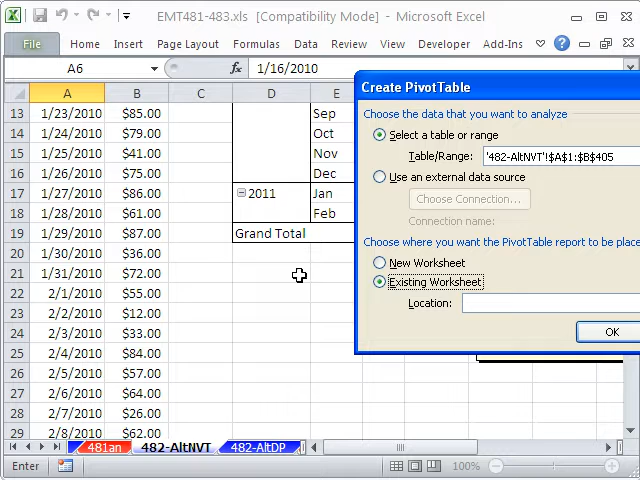 EMT481-483.xls [Compatibility Mode] - Microsoft Excel
File Home Insert Page Layout Formulas Data Review View Developer Add-Ins
A6 fx 1/16/2010
Create PivotTable
Choose the data that you want to analyze
Select a table or range
Table/Range: '482-AltNVT'!$A$1:$B$405
Use an external data source
Choose Connection...
Connection name:
Choose where you want the PivotTable report to be place
New Worksheet
Existing Worksheet
Location:
OK
A B C D E
13 1/23/2010 $85.00 Sep
14 1/24/2010 $79.00 Oct
15 1/25/2010 $41.00 Nov
16 1/26/2010 $75.00 Dec
17 1/27/2010 $86.00 2011 Jan
18 1/28/2010 $61.00 Feb
19 1/29/2010 $87.00 Grand Total
20 1/30/2010 $36.00
21 1/31/2010 $72.00
22 2/1/2010 $55.00
23 2/2/2010 $12.00
24 2/3/2010 $33.00
25 2/4/2010 $84.00
26 2/5/2010 $57.00
27 2/6/2010 $64.00
28 2/7/2010 $26.00
29 2/8/2010 $62.00
481an 482-AltNVT 482-AltDP
Enter 100%